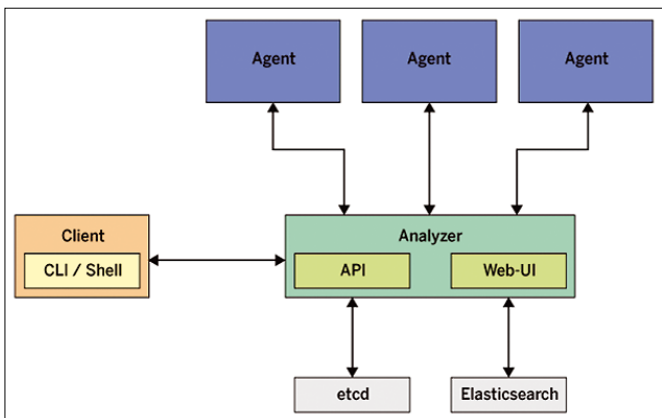 Agent
Agent
Agent
Client
CLI / Shell
Analyzer
API
Web-UI
etcd
Elasticsearch